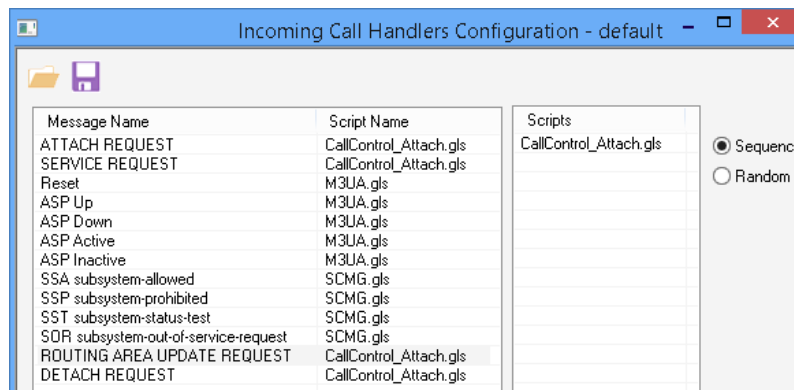 Incoming Call Handlers Configuration - default
Message Name Script Name Scripts
ATTACH REQUEST CallControl_Attach.gls CallControl_Attach.gls
SERVICE REQUEST CallControl_Attach.gls Sequenc
Reset M3UA.gls Random
ASP Up M3UA.gls
ASP Down M3UA.gls
ASP Active M3UA.gls
ASP Inactive M3UA.gls
SSA subsystem-allowed SCMG.gls
SSP subsystem-prohibited SCMG.gls
SST subsystem-status-test SCMG.gls
SOR subsystem-out-of-service-request SCMG.gls
ROUTING AREA UPDATE REQUEST CallControl_Attach.gls
DETACH REQUEST CallControl_Attach.gls